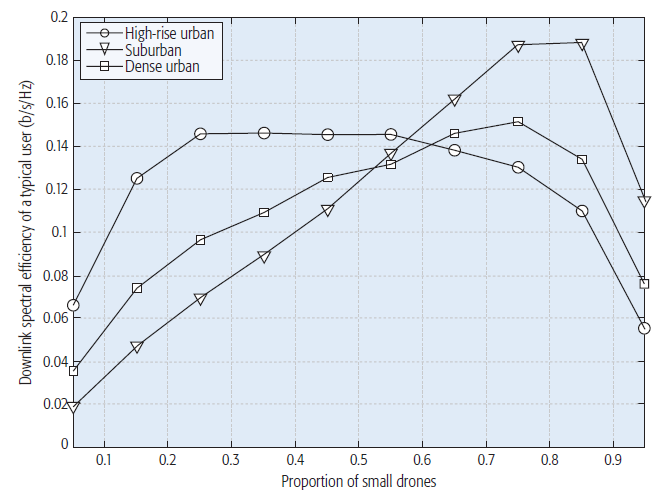 0.2
High-rise urban
Suburban
Dense urban
0.18
0.16
0.14
0.12
0.1
0.08
0.06
0.04
0.02
0
Downlink spectral efficiency of a typical user (b/s/Hz)
0.1 0.2 0.3 0.4 0.5 0.6 0.7 0.8 0.9
Proportion of small drones